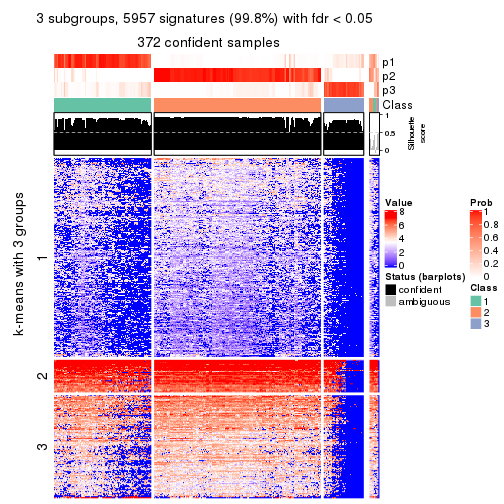 3 subgroups, 5957 signatures (99.8%) with fdr < 0.05
372 confident samples
p1
p2
p3
Class
1
0.5
0
Silhouette
score
k-means with 3 groups
1
2
3
Value
8
6
4
2
0
Status (barplots)
confident
ambiguous
Prob
1
0.8
0.6
0.4
0.2
0
Class
1
2
3